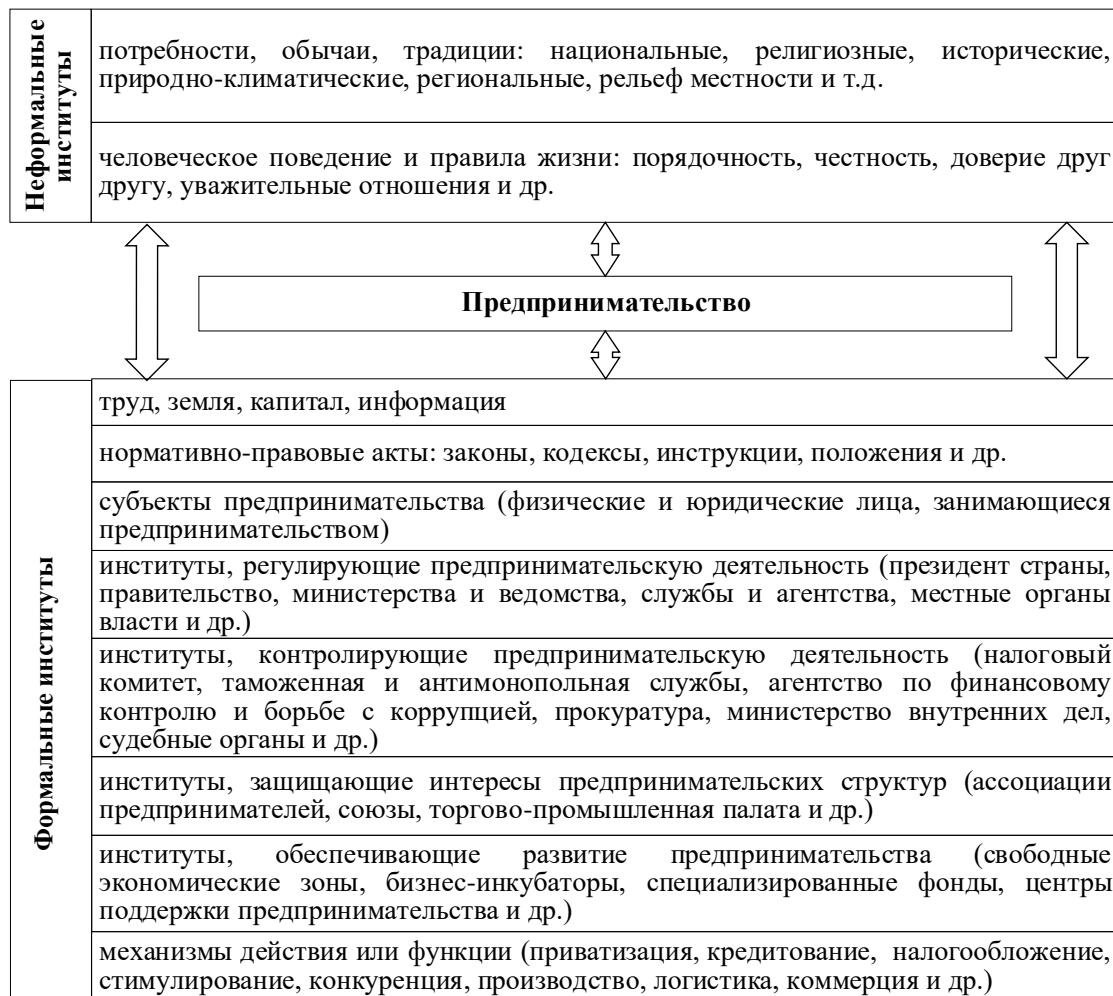 Неформальные
институты
потребности, обычаи, традиции: национальные, религиозные, исторические,
природно-климатические, региональные, рельеф местности и т.д.
человеческое поведение и правила жизни: порядочность, честность, доверие друг
другу, уважительные отношения и др.
Предпринимательство
Формальные институты
труд, земля, капитал, информация
нормативно-правовые акты: законы, кодексы, инструкции, положения и др.
субъекты предпринимательства (физические и юридические лица, занимающиеся
предпринимательством)
институты, регулирующие предпринимательскую деятельность (президент страны,
правительство, министерства и ведомства, службы и агентства, местные органы
власти и др.)
институты, контролирующие предпринимательскую деятельность (налоговый
комитет, таможенная и антимонопольная службы, агентство по финансовому
контролю и борьбе с коррупцией, прокуратура, министерство внутренних дел,
судебные органы и др.)
институты, защищающие интересы предпринимательских структур (ассоциации
предпринимателей, союзы, торгово-промышленная палата и др.)
институты, обеспечивающие развитие предпринимательства (свободные
экономические зоны, бизнес-инкубаторы, специализированные фонды, центры
поддержки предпринимательства и др.)
механизмы действия или функции (приватизация, кредитование, налогообложение,
стимулирование, конкуренция, производство, логистика, коммерция и др.)